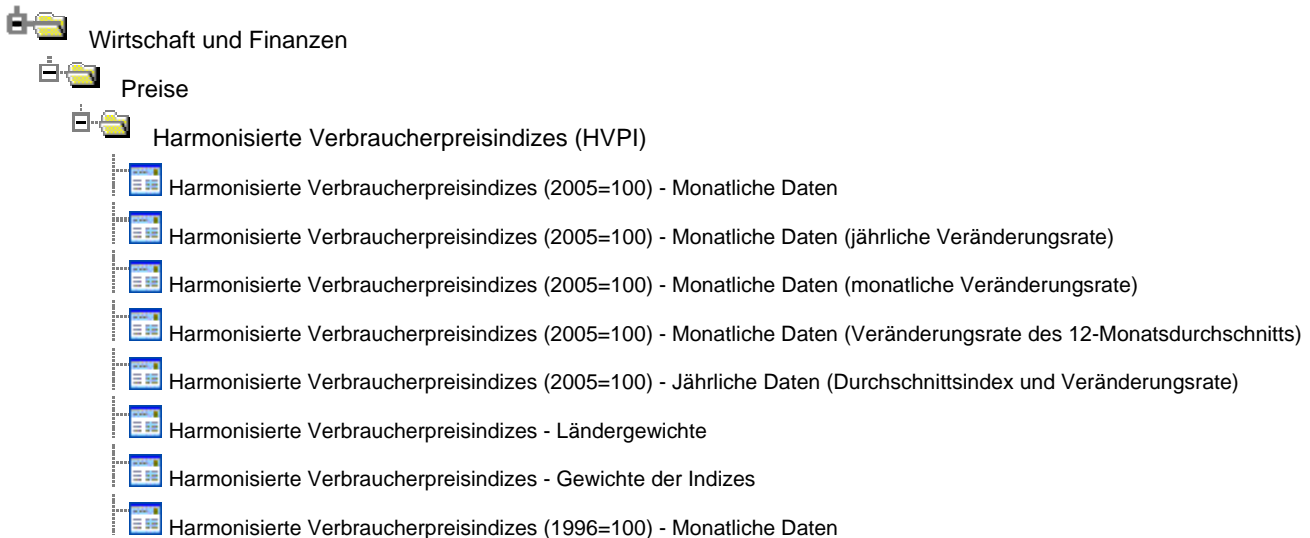 Wirtschaft und Finanzen
Preise
Harmonisierte Verbraucherpreisindizes (HVPI)
Harmonisierte Verbraucherpreisindizes (2005=100) - Monatliche Daten
Harmonisierte Verbraucherpreisindizes (2005=100) - Monatliche Daten (jährliche Veränderungsrate)
Harmonisierte Verbraucherpreisindizes (2005=100) - Monatliche Daten (monatliche Veränderungsrate)
Harmonisierte Verbraucherpreisindizes (2005=100) - Monatliche Daten (Veränderungsrate des 12-Monatsdurchschnitts)
Harmonisierte Verbraucherpreisindizes (2005=100) - Jährliche Daten (Durchschnittsindex und Veränderungsrate)
Harmonisierte Verbraucherpreisindizes - Ländergewichte
Harmonisierte Verbraucherpreisindizes - Gewichte der Indizes
Harmonisierte Verbraucherpreisindizes (1996=100) - Monatliche Daten